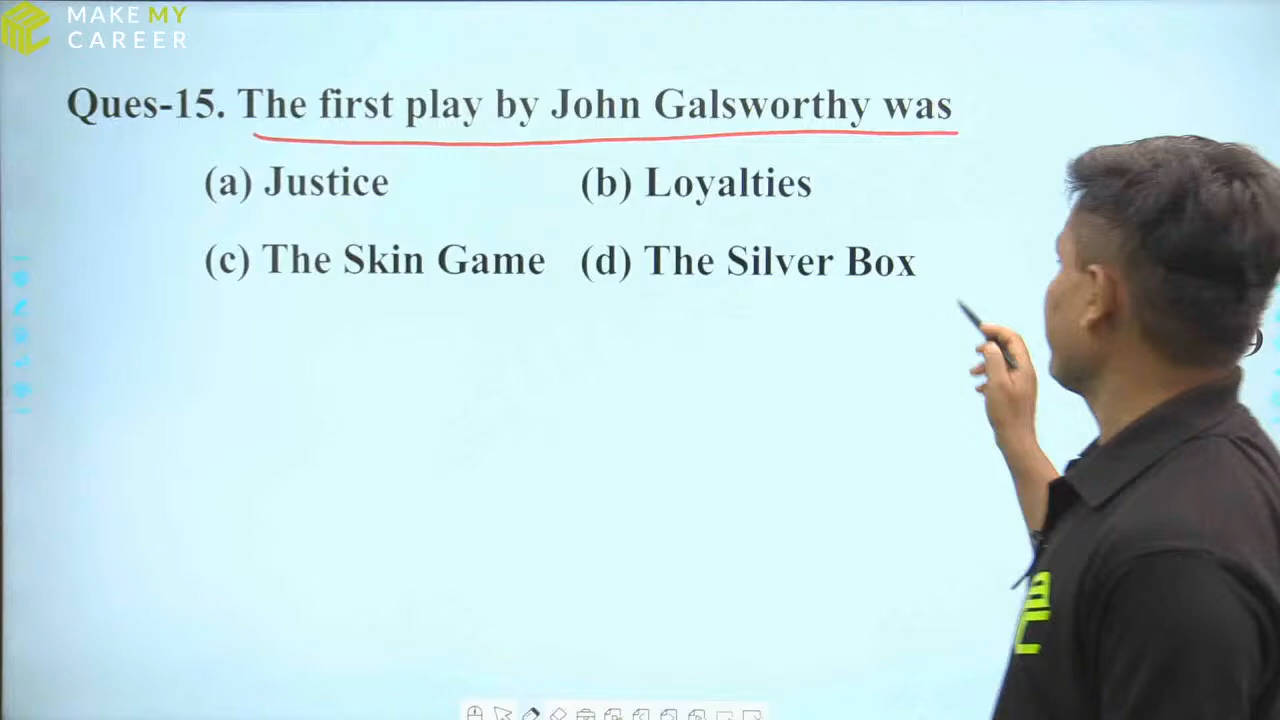 MAKE MY
CAREER
Ques-15. The first play by John Galsworthy was
(a) Justice (b) Loyalties
(c) The Skin Game (d) The Silver Box